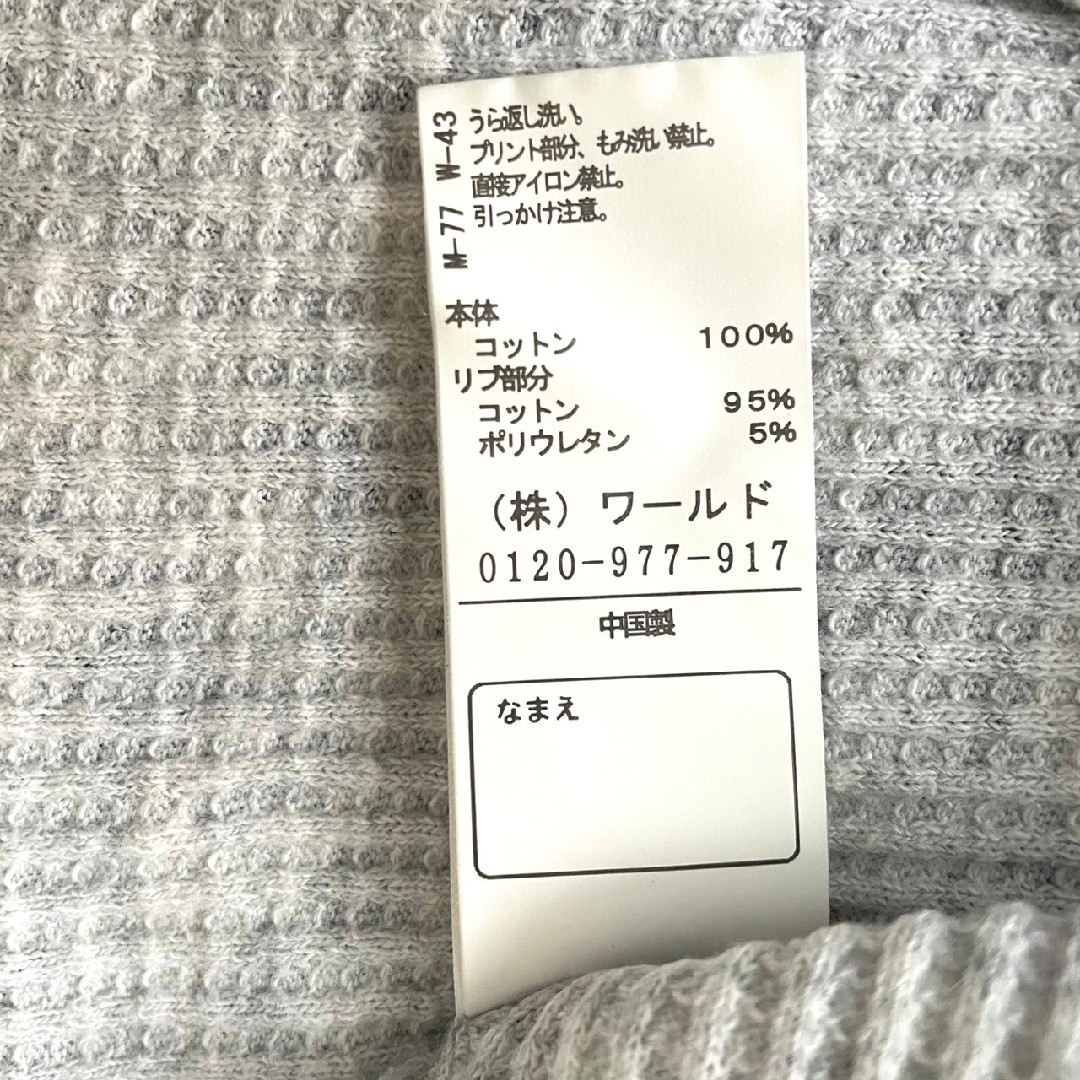 M-77 W-43
うら返し洗い。
プリント部分、もみ洗い禁止。
直接アイロン禁止。
引っかけ注意。
本体
コットン 100%
リブ部分
コットン 95%
ポリウレタン 5%
(株) ワールド
0120-977-917
中国製
なまえ